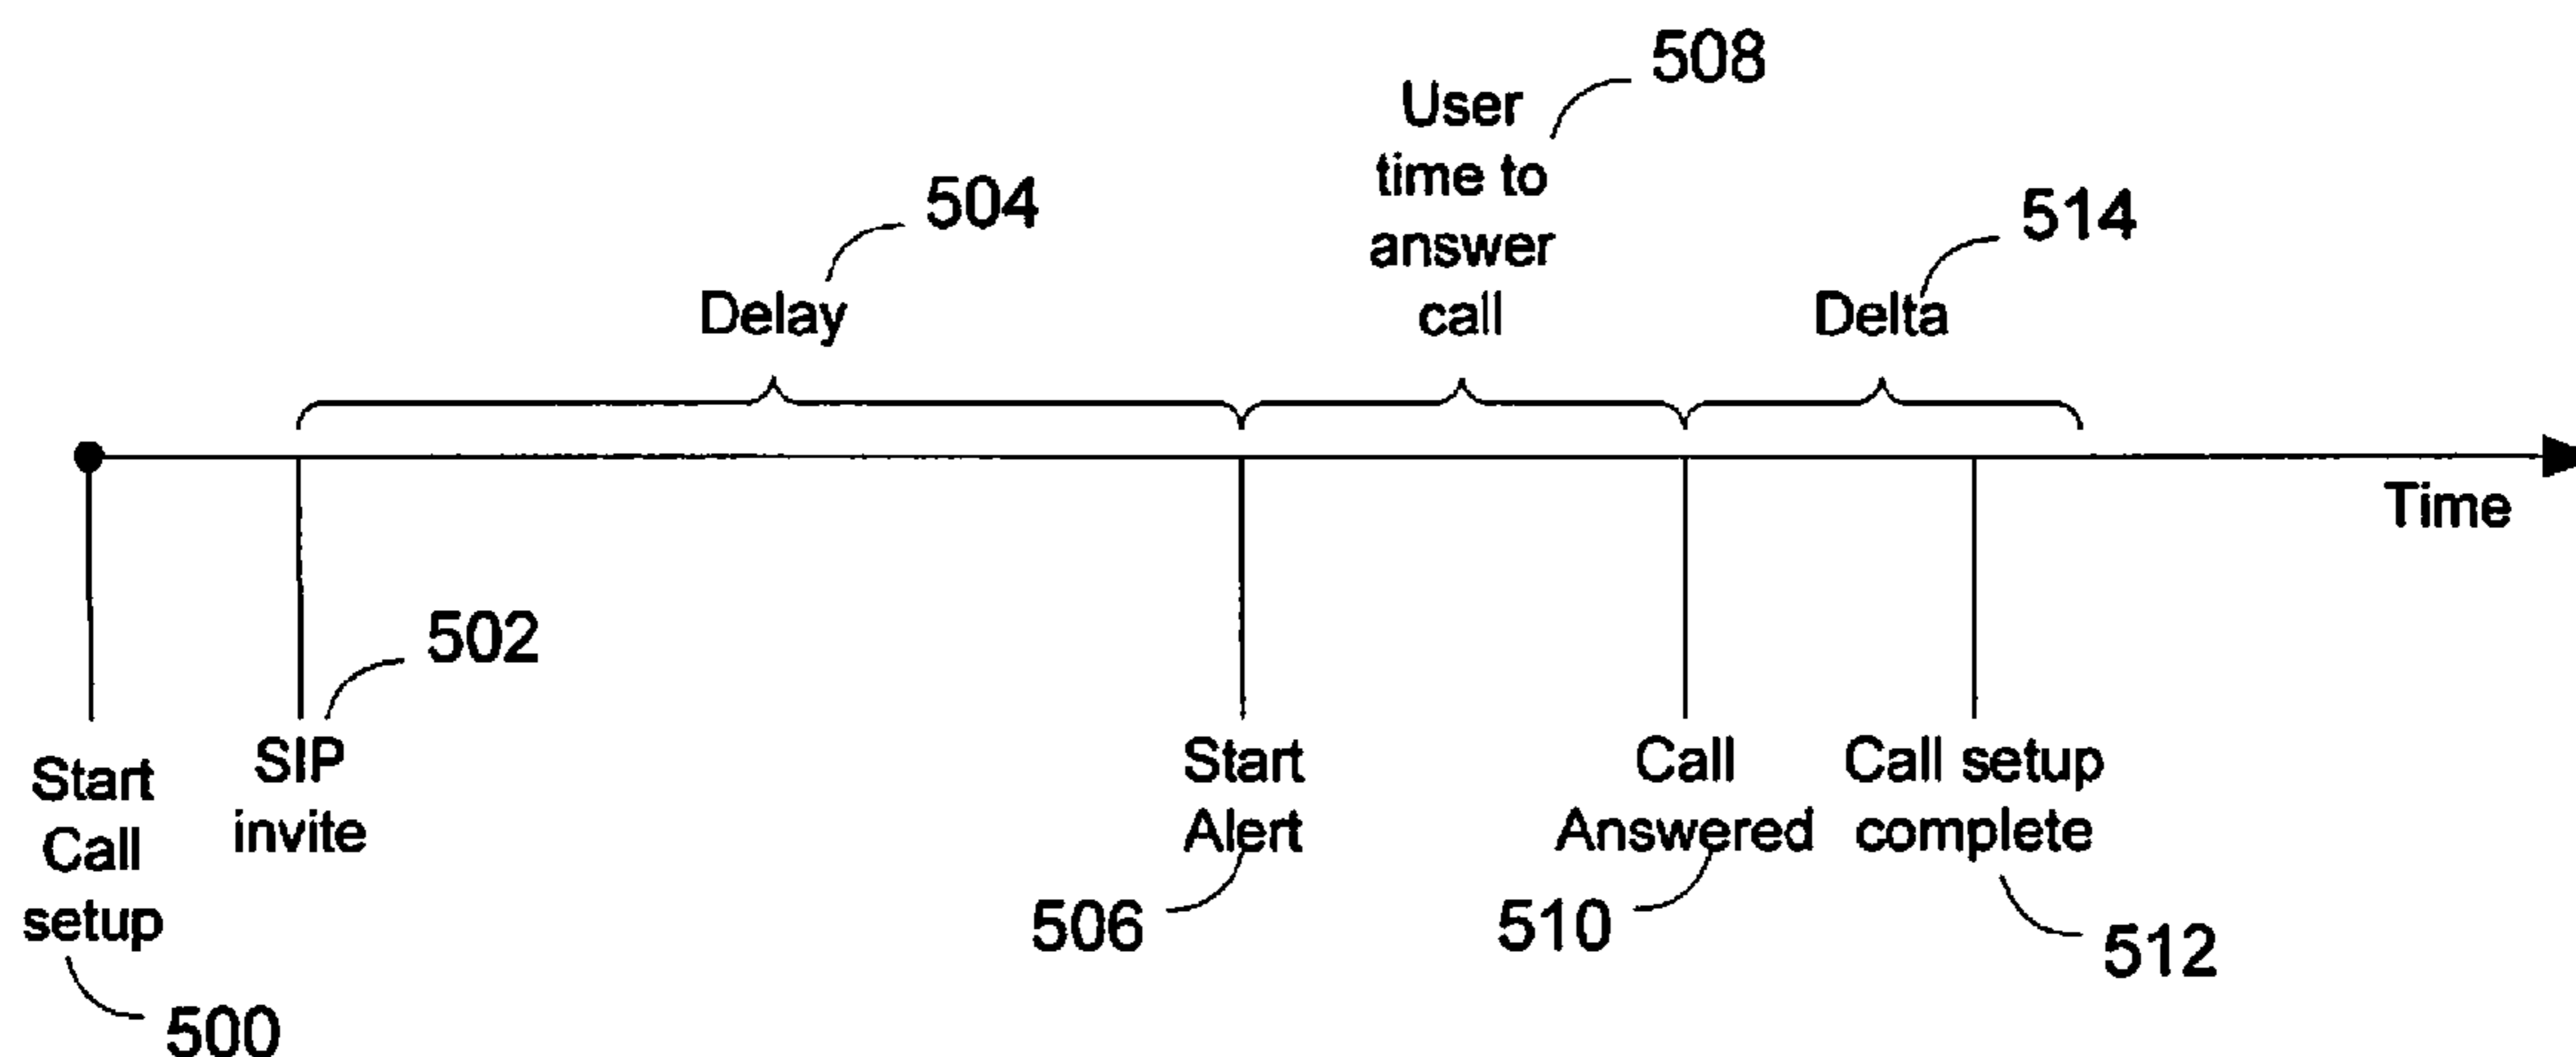 508
User
time to
answer
call
504
Delay
514
Delta
Time
500
Start
Call
setup
502
SIP
invite
Start
Alert
506
Call
Answered
510
Call setup
complete
512